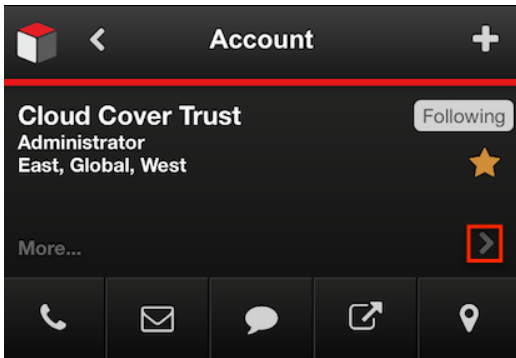 Account
Cloud Cover Trust
Following
Administrator
East, Global, West
More...